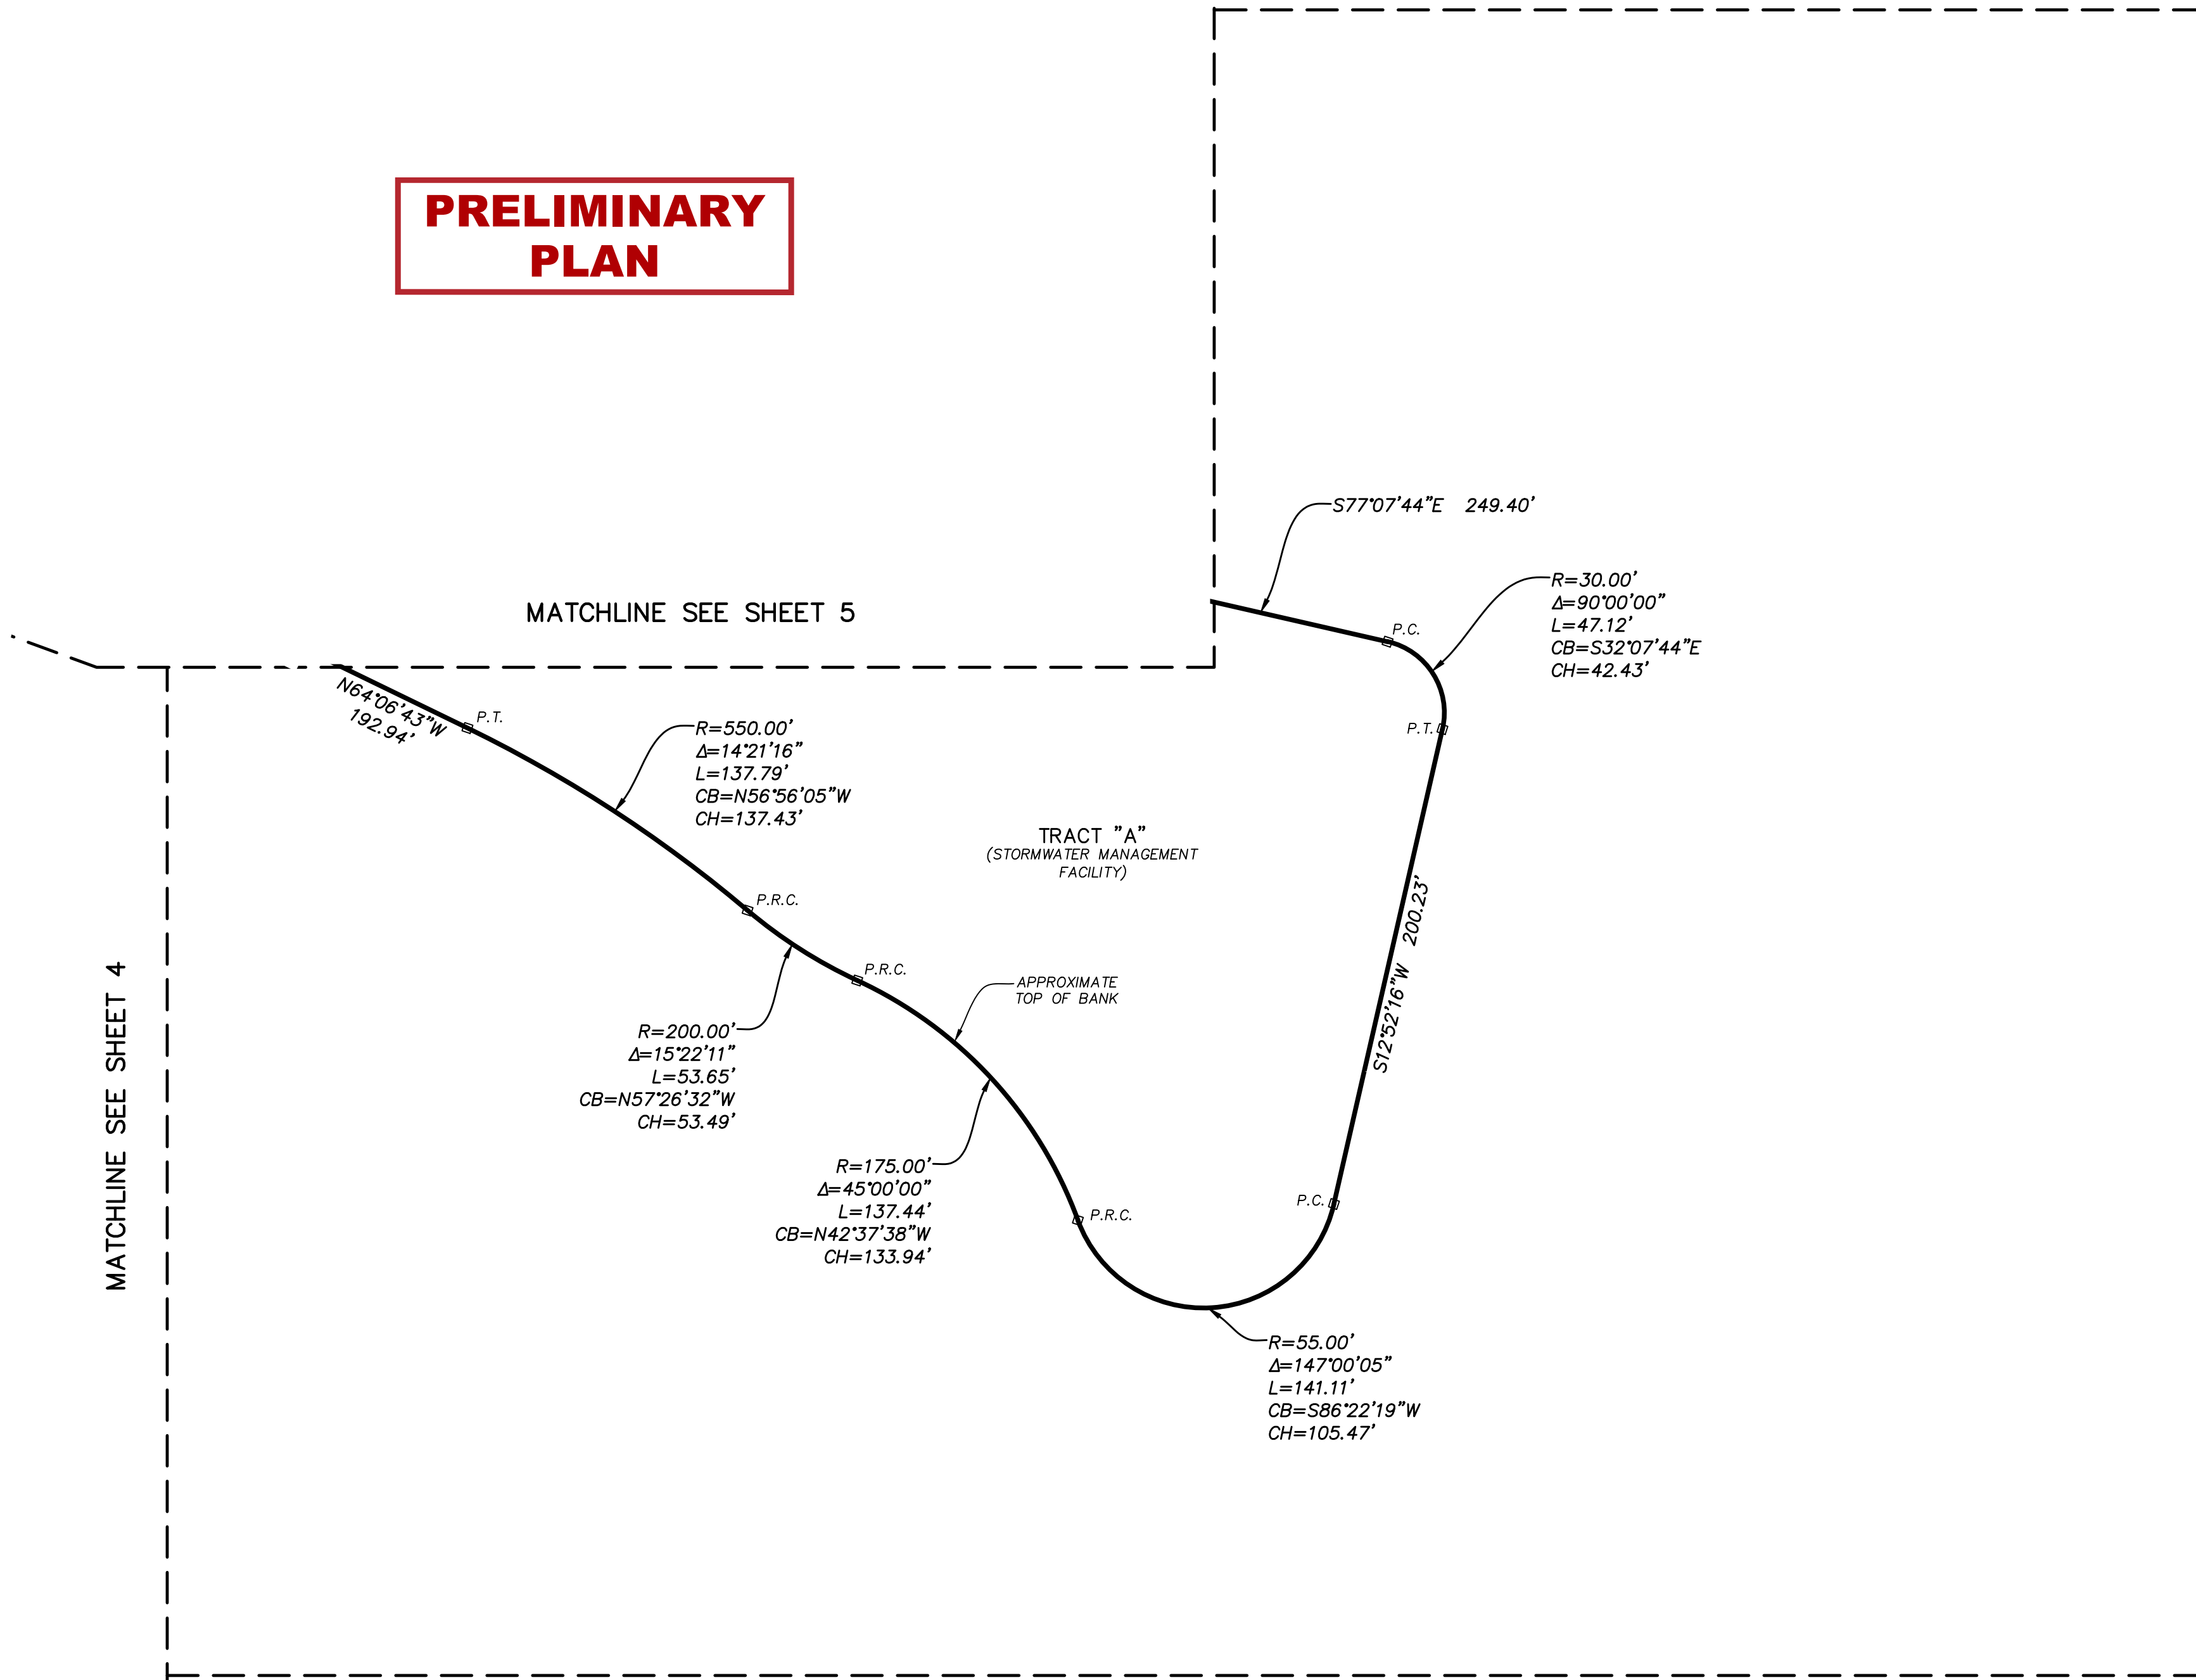 PRELIMINARY
PLAN
S77°07'44"E 249.40'
R=30.00'
Δ=90°00'00"
L=47.12'
CB=S32°07'44"E
CH=42.43'
MATCHLINE SEE SHEET 5
P.C.
N64°06'43"W
192.94'
P.T.
R=550.00'
Δ=14°21'16"
L=137.79'
CB=N56°56'05"W
CH=137.43'
P.T.
TRACT "A"
(STORMWATER MANAGEMENT
FACILITY)
P.R.C.
S12°52'16"W 200.23'
P.R.C.
APPROXIMATE
TOP OF BANK
MATCHLINE SEE SHEET 4
R=200.00'
Δ=15°22'11"
L=53.65'
CB=N57°26'32"W
CH=53.49'
R=175.00'
Δ=45°00'00"
L=137.44'
CB=N42°37'38"W
CH=133.94'
P.R.C.
P.C.
R=55.00'
Δ=147°00'05"
L=141.11'
CB=S86°22'19"W
CH=105.47'